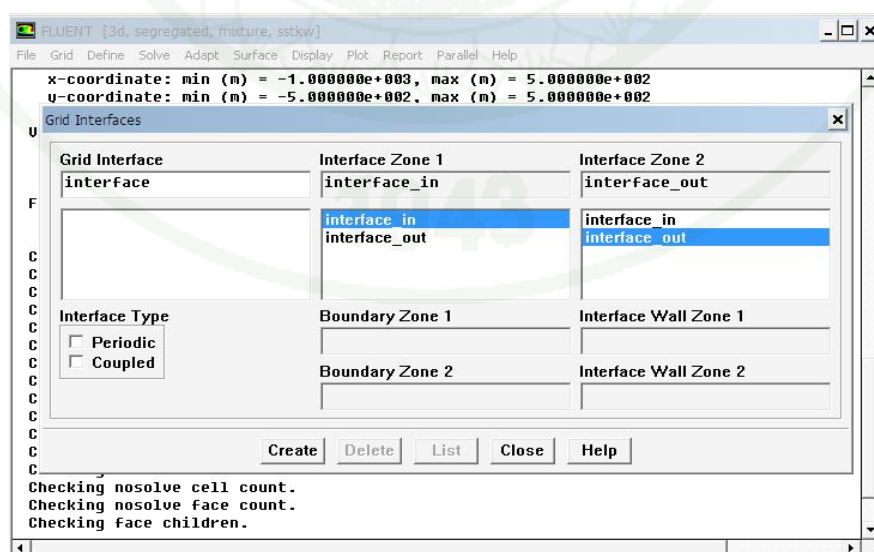 FLUENT [3d, segregated, mixture, sstkw]
File Grid Define Solve Adapt Surface Display Plot Report Parallel Help
x-coordinate: min (m) = -1.000000e+003, max (m) = 5.000000e+002
y-coordinate: min (m) = -5.000000e+002, max (m) = 5.000000e+002
Grid Interfaces
Grid Interface Interface Zone 1 Interface Zone 2
interface interface_in interface_out
F
interface_in interface_in
interface_out interface_out
C
C
C
C
Interface Type Boundary Zone 1 Interface Wall Zone 1
C
Periodic
C
Coupled
C
Boundary Zone 2 Interface Wall Zone 2
C
C
C
C
Create Delete List Close Help
C
Checking nosolve cell count.
Checking nosolve face count.
Checking face children.
1943